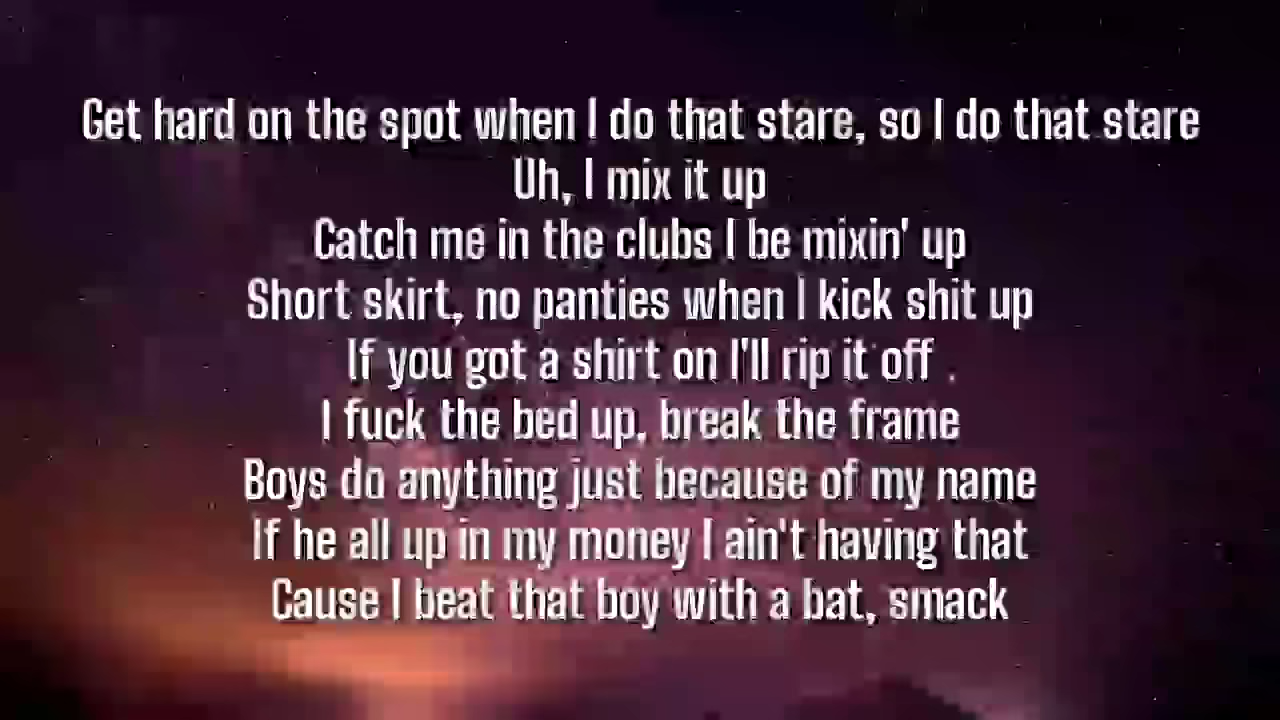 Get hard on the spot when I do that stare, so I do that stare
Uh, I mix it up
Catch me in the clubs I be mixin' up
Short skirt, no panties when I kick shit up
If you got a shirt on I'll rip it off .
I fuck the bed up, break the frame
Boys do anything just because of my name
If he all up in my money I ain't having that
Cause I beat that boy with a bat, smack